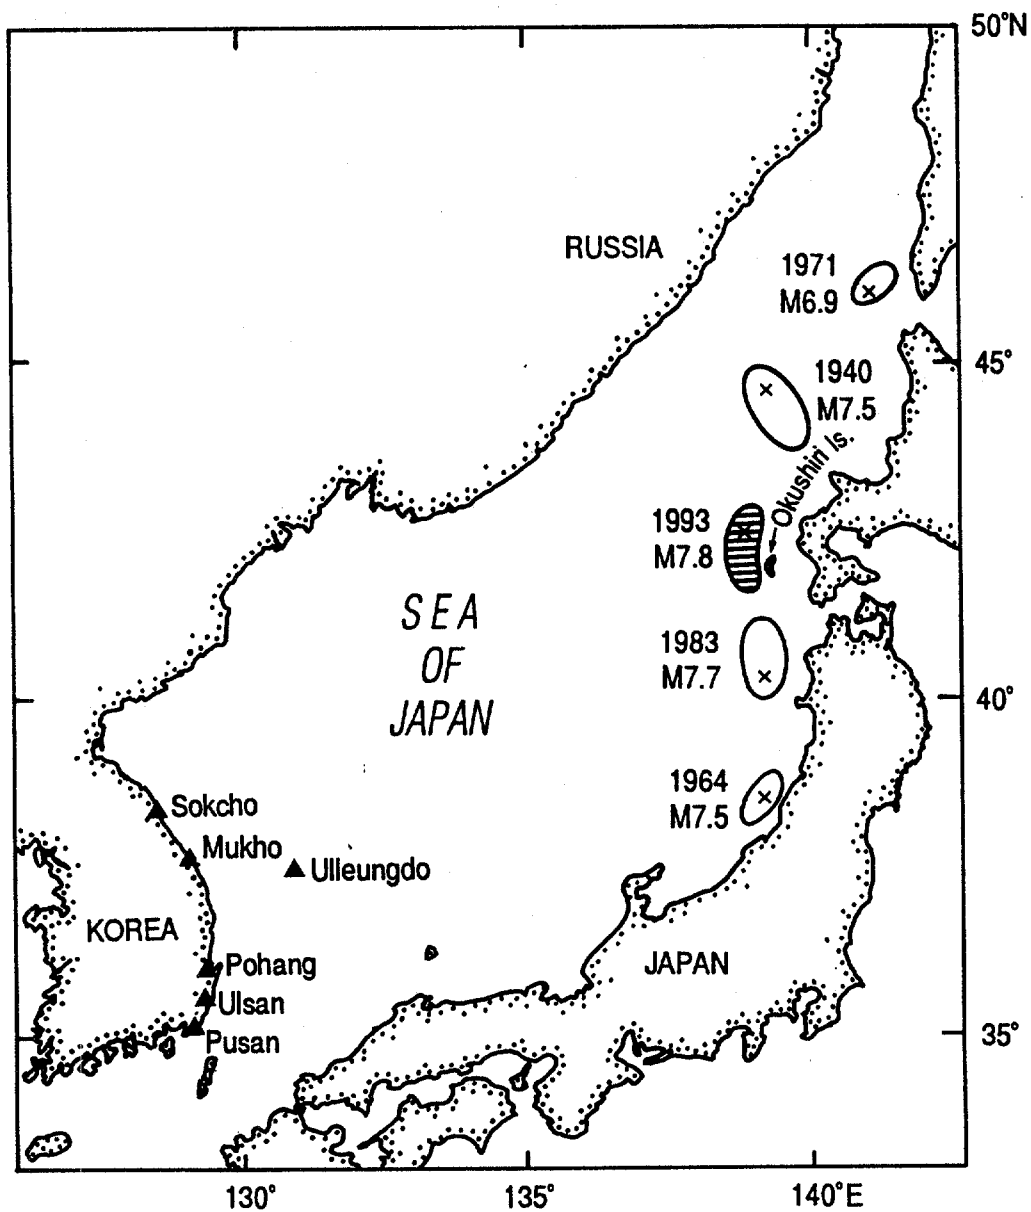 50°N
RUSSIA
1971
M6.9
45°
1940
M7.5
Okushiri Is.
1993
M7.8
SEA
OF
JAPAN
1983
M7.7
40°
1964
M7.5
Sokcho
Mukho
Ulleungdo
KOREA
Pohang
JAPAN
Ulsan
Pusan
35°
130°
135°
140°E